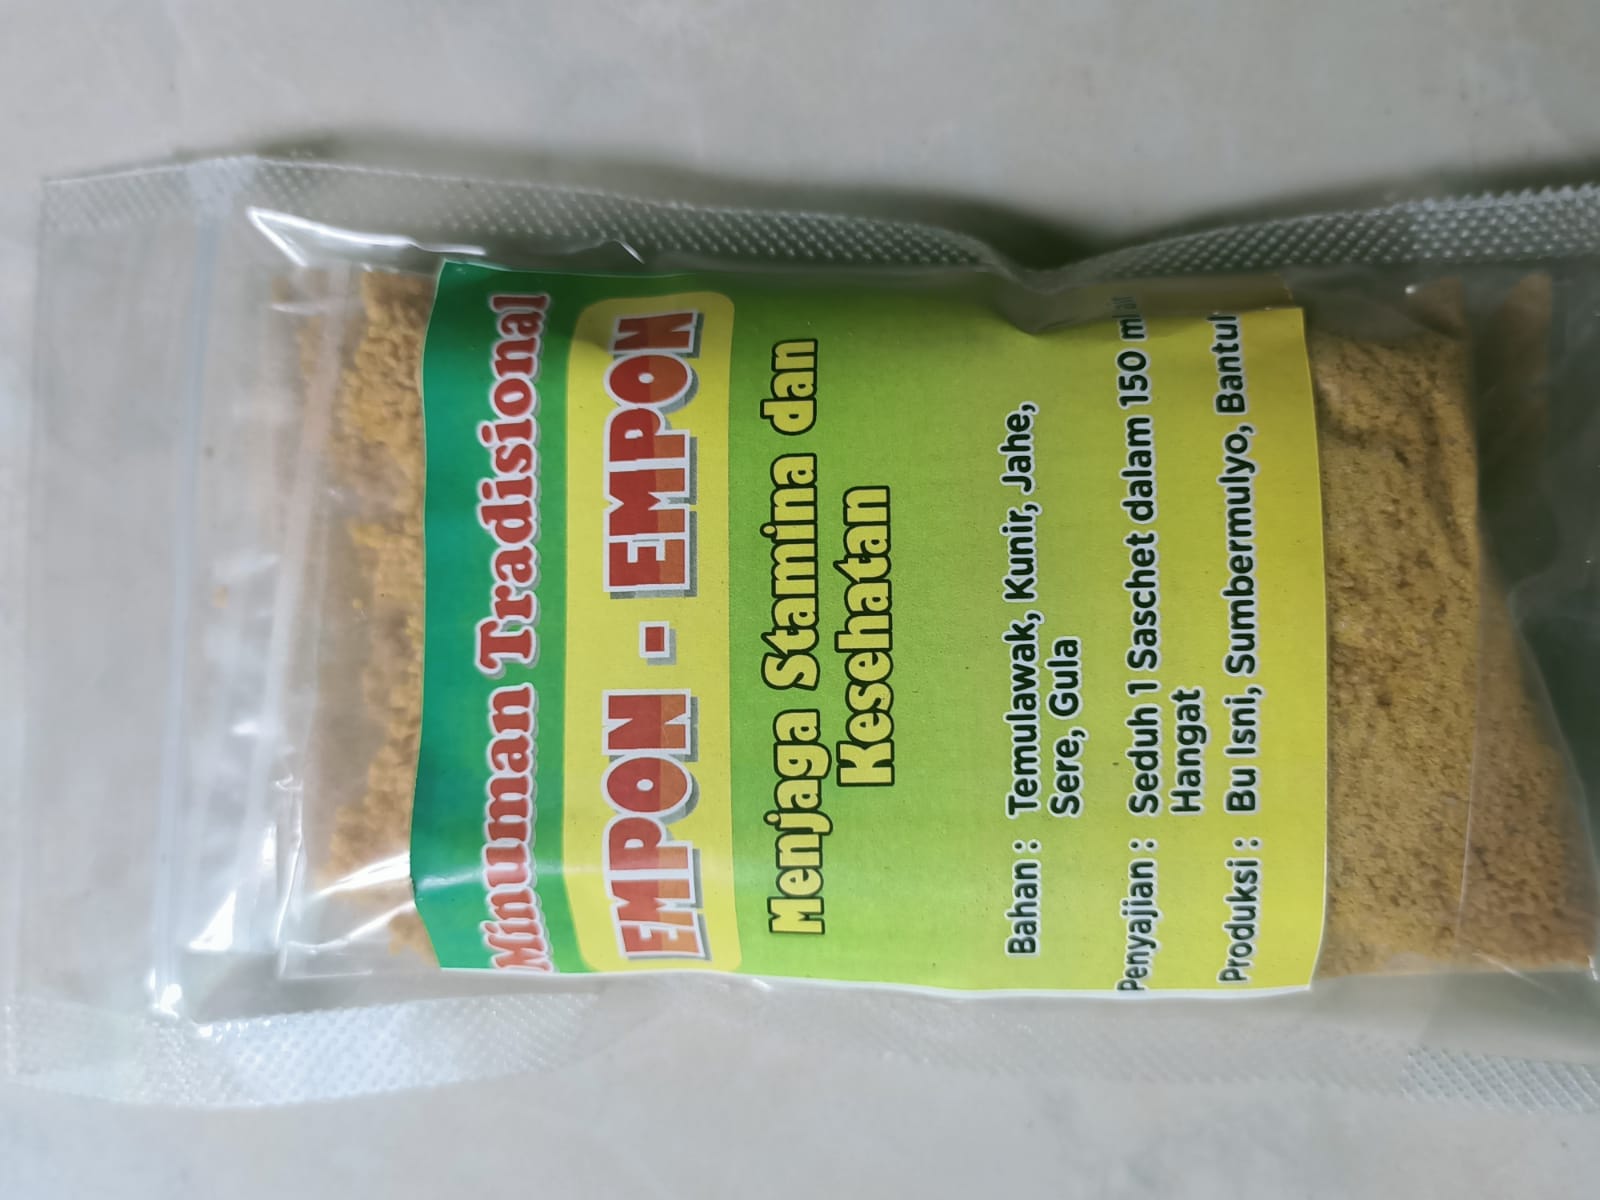 Minuman Tradisional
EMPON - EMPON
Menjaga Stamina dan
Kesehatan
Bahan : Temulawak, Kunir, Jahe,
Sere, Gula
Penyajian : Seduh 1 Saschet dalam 150 ml air
Hangat
Produksi : Bu Isni, Sumbermulyo, Bantul